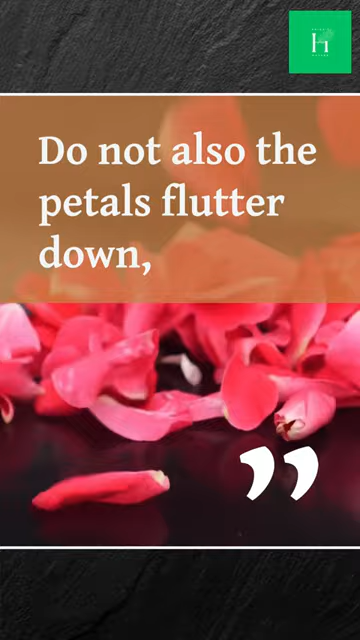 Do not also the
petals flutter
down,
”